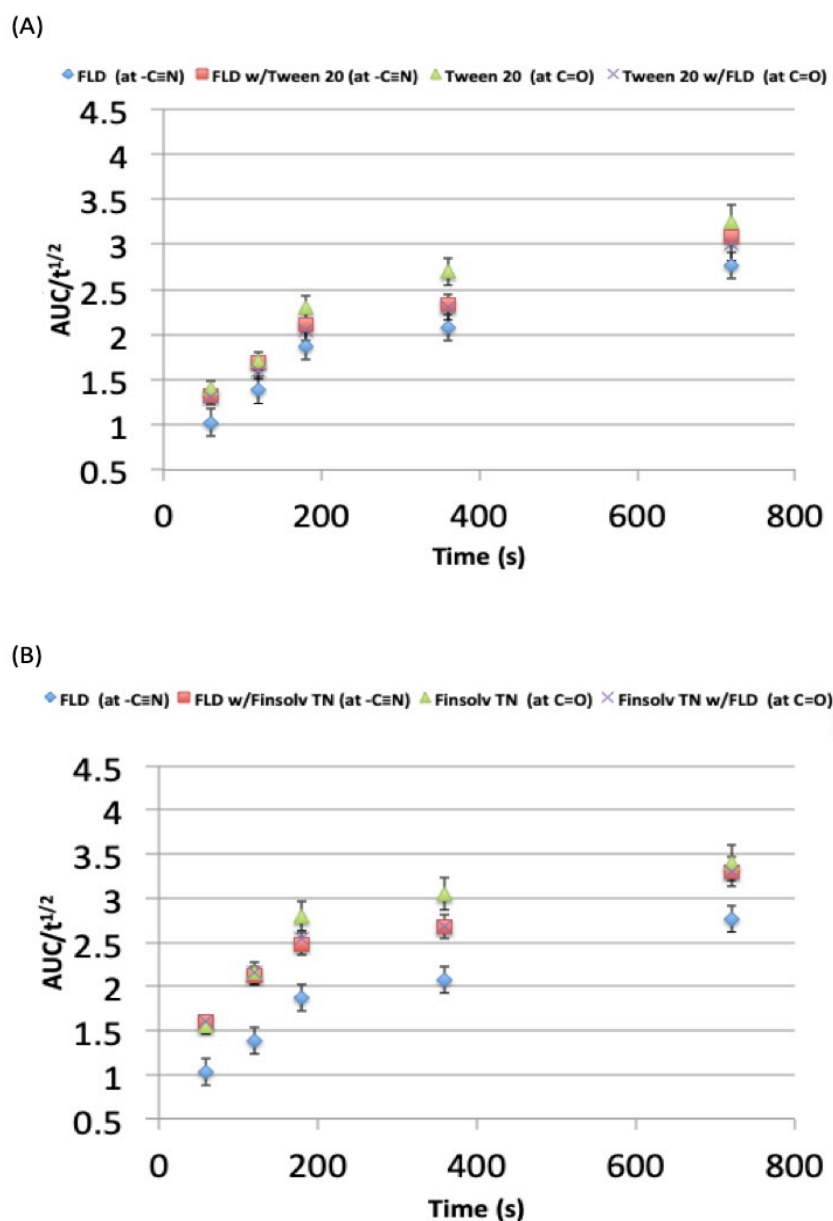 (A)
FLD (at -C≡N) FLD w/Tween 20 (at -C≡N) Tween 20 (at C=O) Tween 20 w/FLD (at C=O)
4.5
4
3.5
3
2.5
2
1.5
1
0.5
AUC/t1/2
0 200 400 600 800
Time (s)
(B)
FLD (at -C≡N) FLD w/Finsolv TN (at -C≡N) Finsolv TN (at C=O) Finsolv TN w/FLD (at C=O)
4.5
4
3.5
3
2.5
2
1.5
1
0.5
AUC/t1/2
0 200 400 600 800
Time (s)